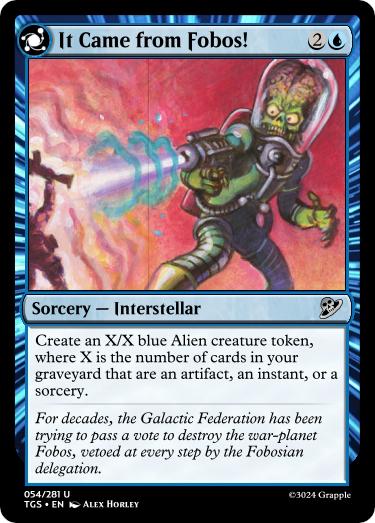 It Came from Fobos! 2
Sorcery — Interstellar
Create an X/X blue Alien creature token,
where X is the number of cards in your
graveyard that are an artifact, an instant, or a
sorcery.
For decades, the Galactic Federation has been
trying to pass a vote to destroy the war-planet
Fobos, vetoed at every step by the Fobosian
delegation.
054/281 U
TGS • EN Alex Horley
©3024 Grapple